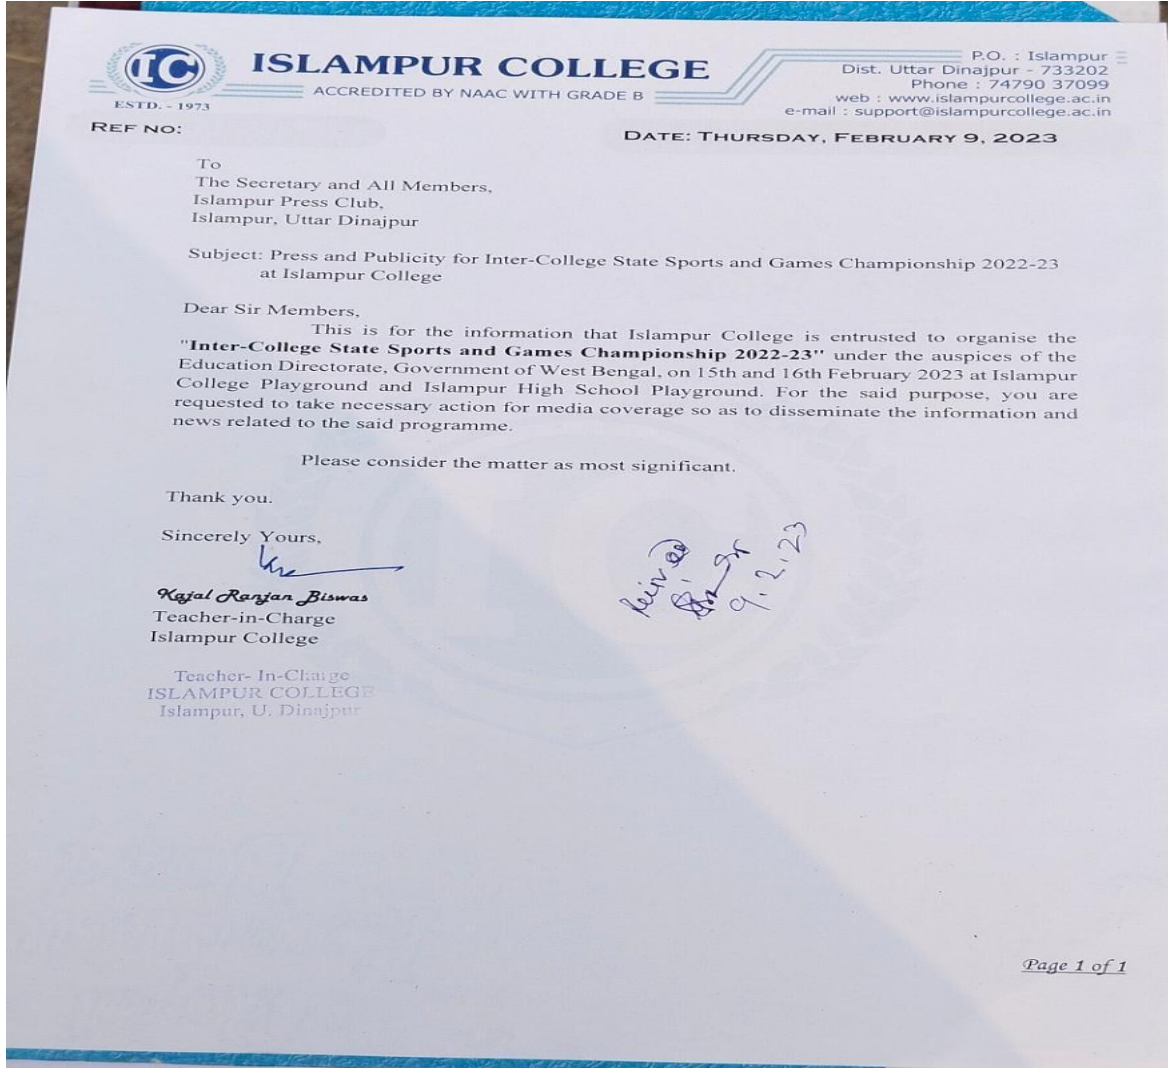 IC
ESTD. - 1973
ISLAMPUR COLLEGE
ACCREDITED BY NAAC WITH GRADE B
P.O. : Islampur
Dist. Uttar Dinajpur - 733202
Phone : 74790 37099
web : www.islampurcollege.ac.in
e-mail : support@islampurcollege.ac.in
REF NO:
DATE: THURSDAY, FEBRUARY 9, 2023
To
The Secretary and All Members,
Islampur Press Club,
Islampur, Uttar Dinajpur
Subject: Press and Publicity for Inter-College State Sports and Games Championship 2022-23
at Islampur College
Dear Sir Members,
This is for the information that Islampur College is entrusted to organise the
"Inter-College State Sports and Games Championship 2022-23" under the auspices of the
Education Directorate, Government of West Bengal, on 15th and 16th February 2023 at Islampur
College Playground and Islampur High School Playground. For the said purpose, you are
requested to take necessary action for media coverage so as to disseminate the information and
news related to the said programme.
Please consider the matter as most significant.
Thank you.
Sincerely Yours,
Kajal Ranjan Biswas
Teacher-in-Charge
Islampur College
Teacher- In-Charge
ISLAMPUR COLLEGE
Islampur, U. Dinajpur
9.2.23
Page 1 of 1